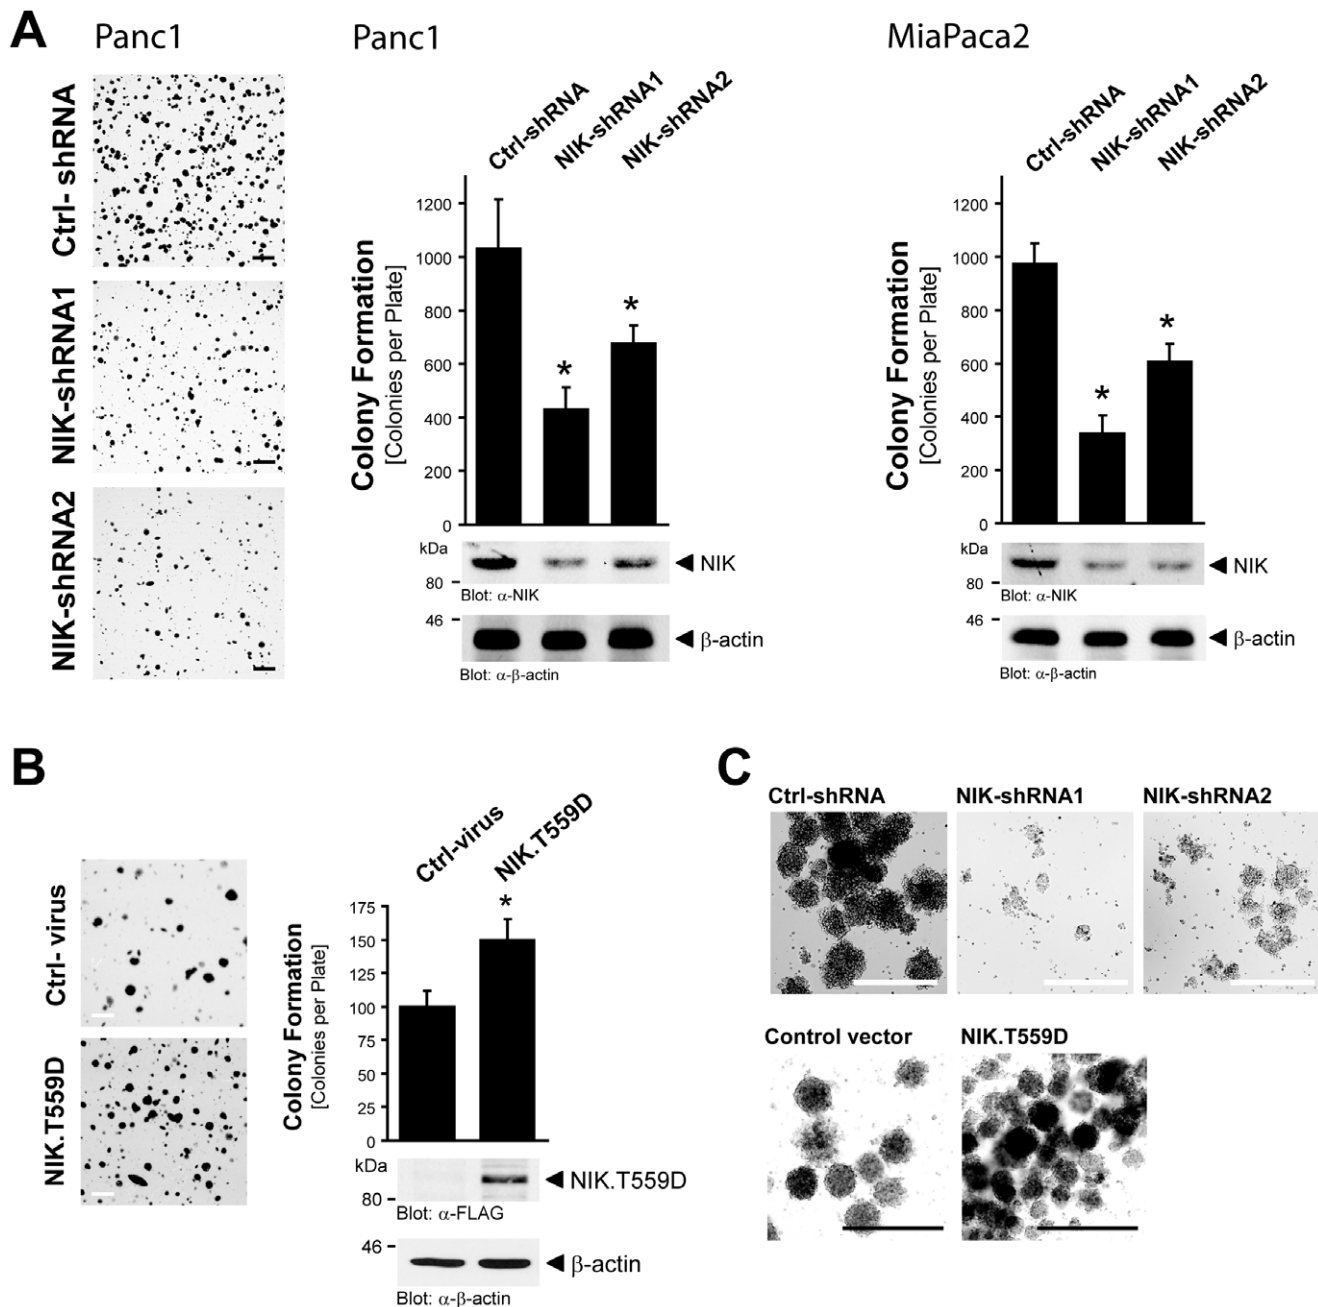 A
Panc1
Ctrl- shRNA
NIK-shRNA1
NIK-shRNA2
Panc1
Ctrl-shRNA
NIK-shRNA1
NIK-shRNA2
Colony Formation
[Colonies per Plate]
1200
1000
800
600
400
200
0
kDa
80
NIK
Blot: α-NIK
46
β-actin
Blot: α-β-actin
MiaPaca2
Ctrl-shRNA
NIK-shRNA1
NIK-shRNA2
Colony Formation
[Colonies per Plate]
1200
1000
800
600
400
200
0
*
*
*
*
kDa
80
NIK
Blot: α-NIK
46
β-actin
Blot: α-β-actin
B
Ctrl- virus
NIK.T559D
Ctrl-virus
NIK.T559D
Colony Formation
[Colonies per Plate]
175
150
125
100
75
50
25
0
*
kDa
80
NIK.T559D
Blot: α-FLAG
46
β-actin
Blot: α-β-actin
C
Ctrl-shRNA
NIK-shRNA1
NIK-shRNA2
Control vector
NIK.T559D